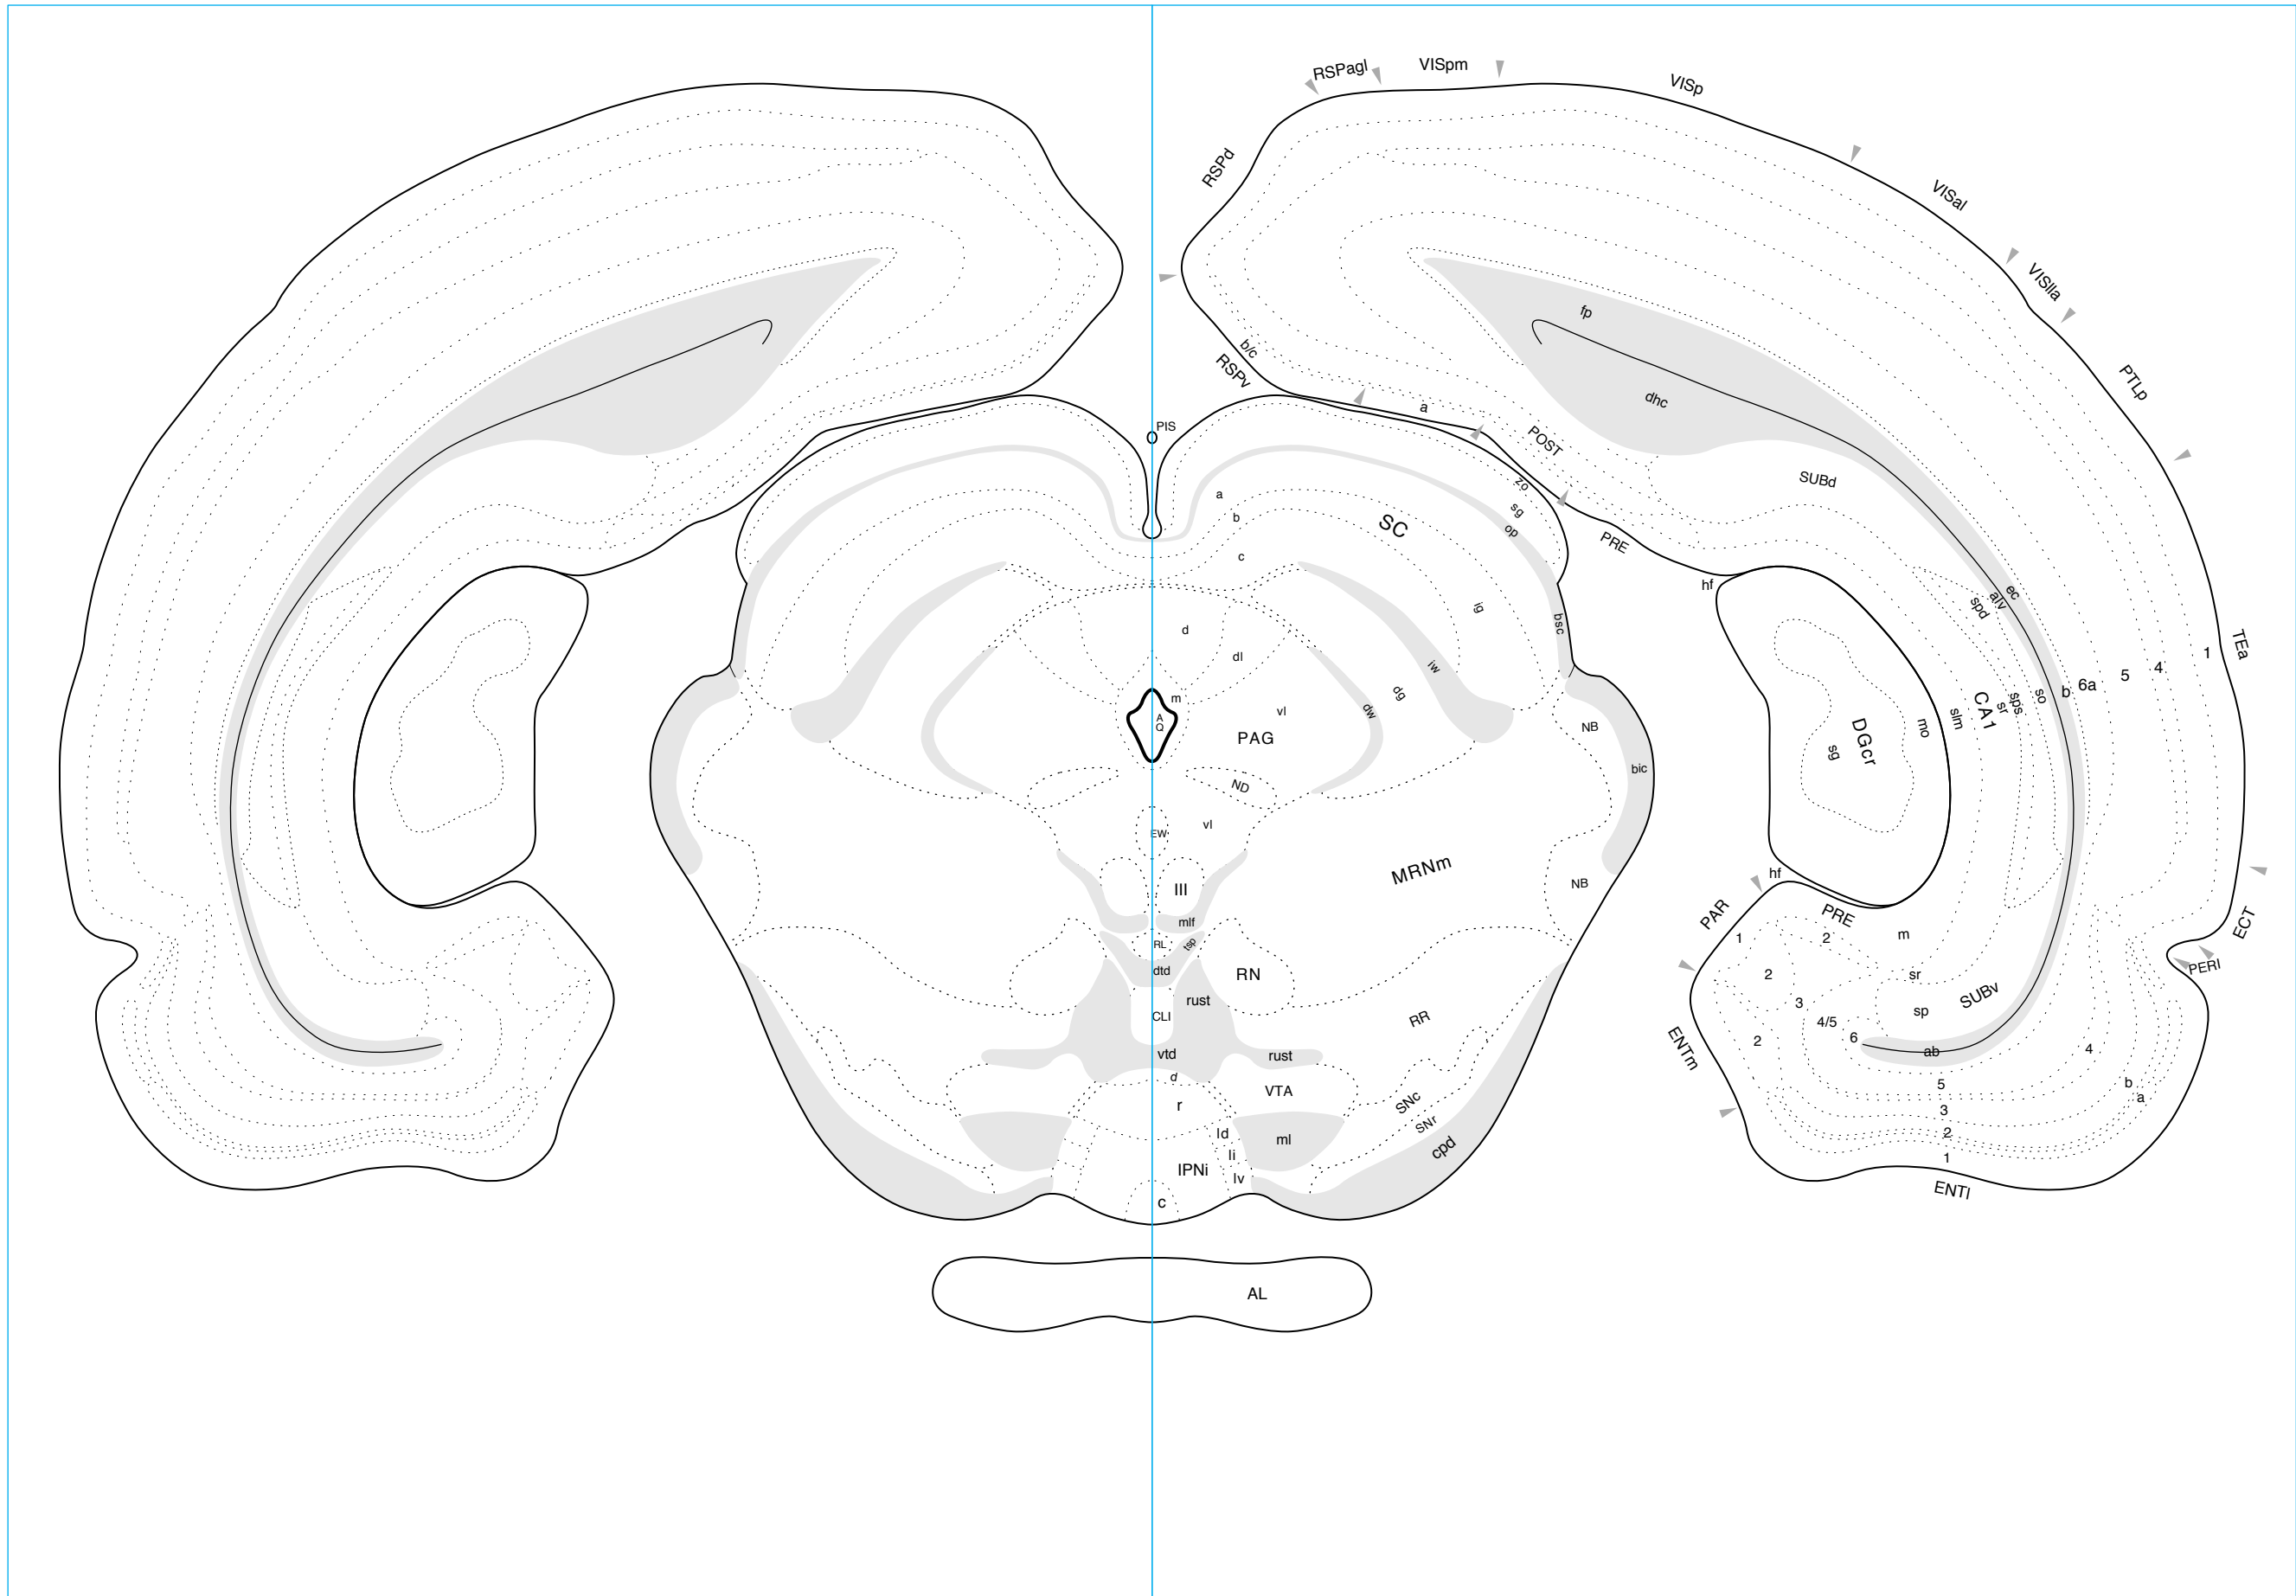 RSPagl
VISpm
VISp
RSPd
VISal
VISlla
fp
b/c
RSPv
dhc
a
PTLp
PIS
POST
SUBd
zo
a
sg
b
SC
op
PRE
c
hf
ec
alv
spd
ig
bsc
d
TEa
dl
1
4
iw
5
m
dg
6a
b
so
sps
sr
CA1
slm
mo
vl
dw
A
Q
NB
DGcr
PAG
sg
bic
ND
vl
EW
MRNm
hf
NB
III
PAR
PRE
mlf
ECT
1
2
m
RL
tsp
PERI
dtd
RN
2
sr
rust
3
SUBv
sp
CLI
RR
4/5
6
ENTm
2
ab
4
vtd
rust
d
VTA
5
b
a
r
SNc
3
SNr
ld
2
ml
cpd
li
1
IPNi
lv
ENTl
c
AL